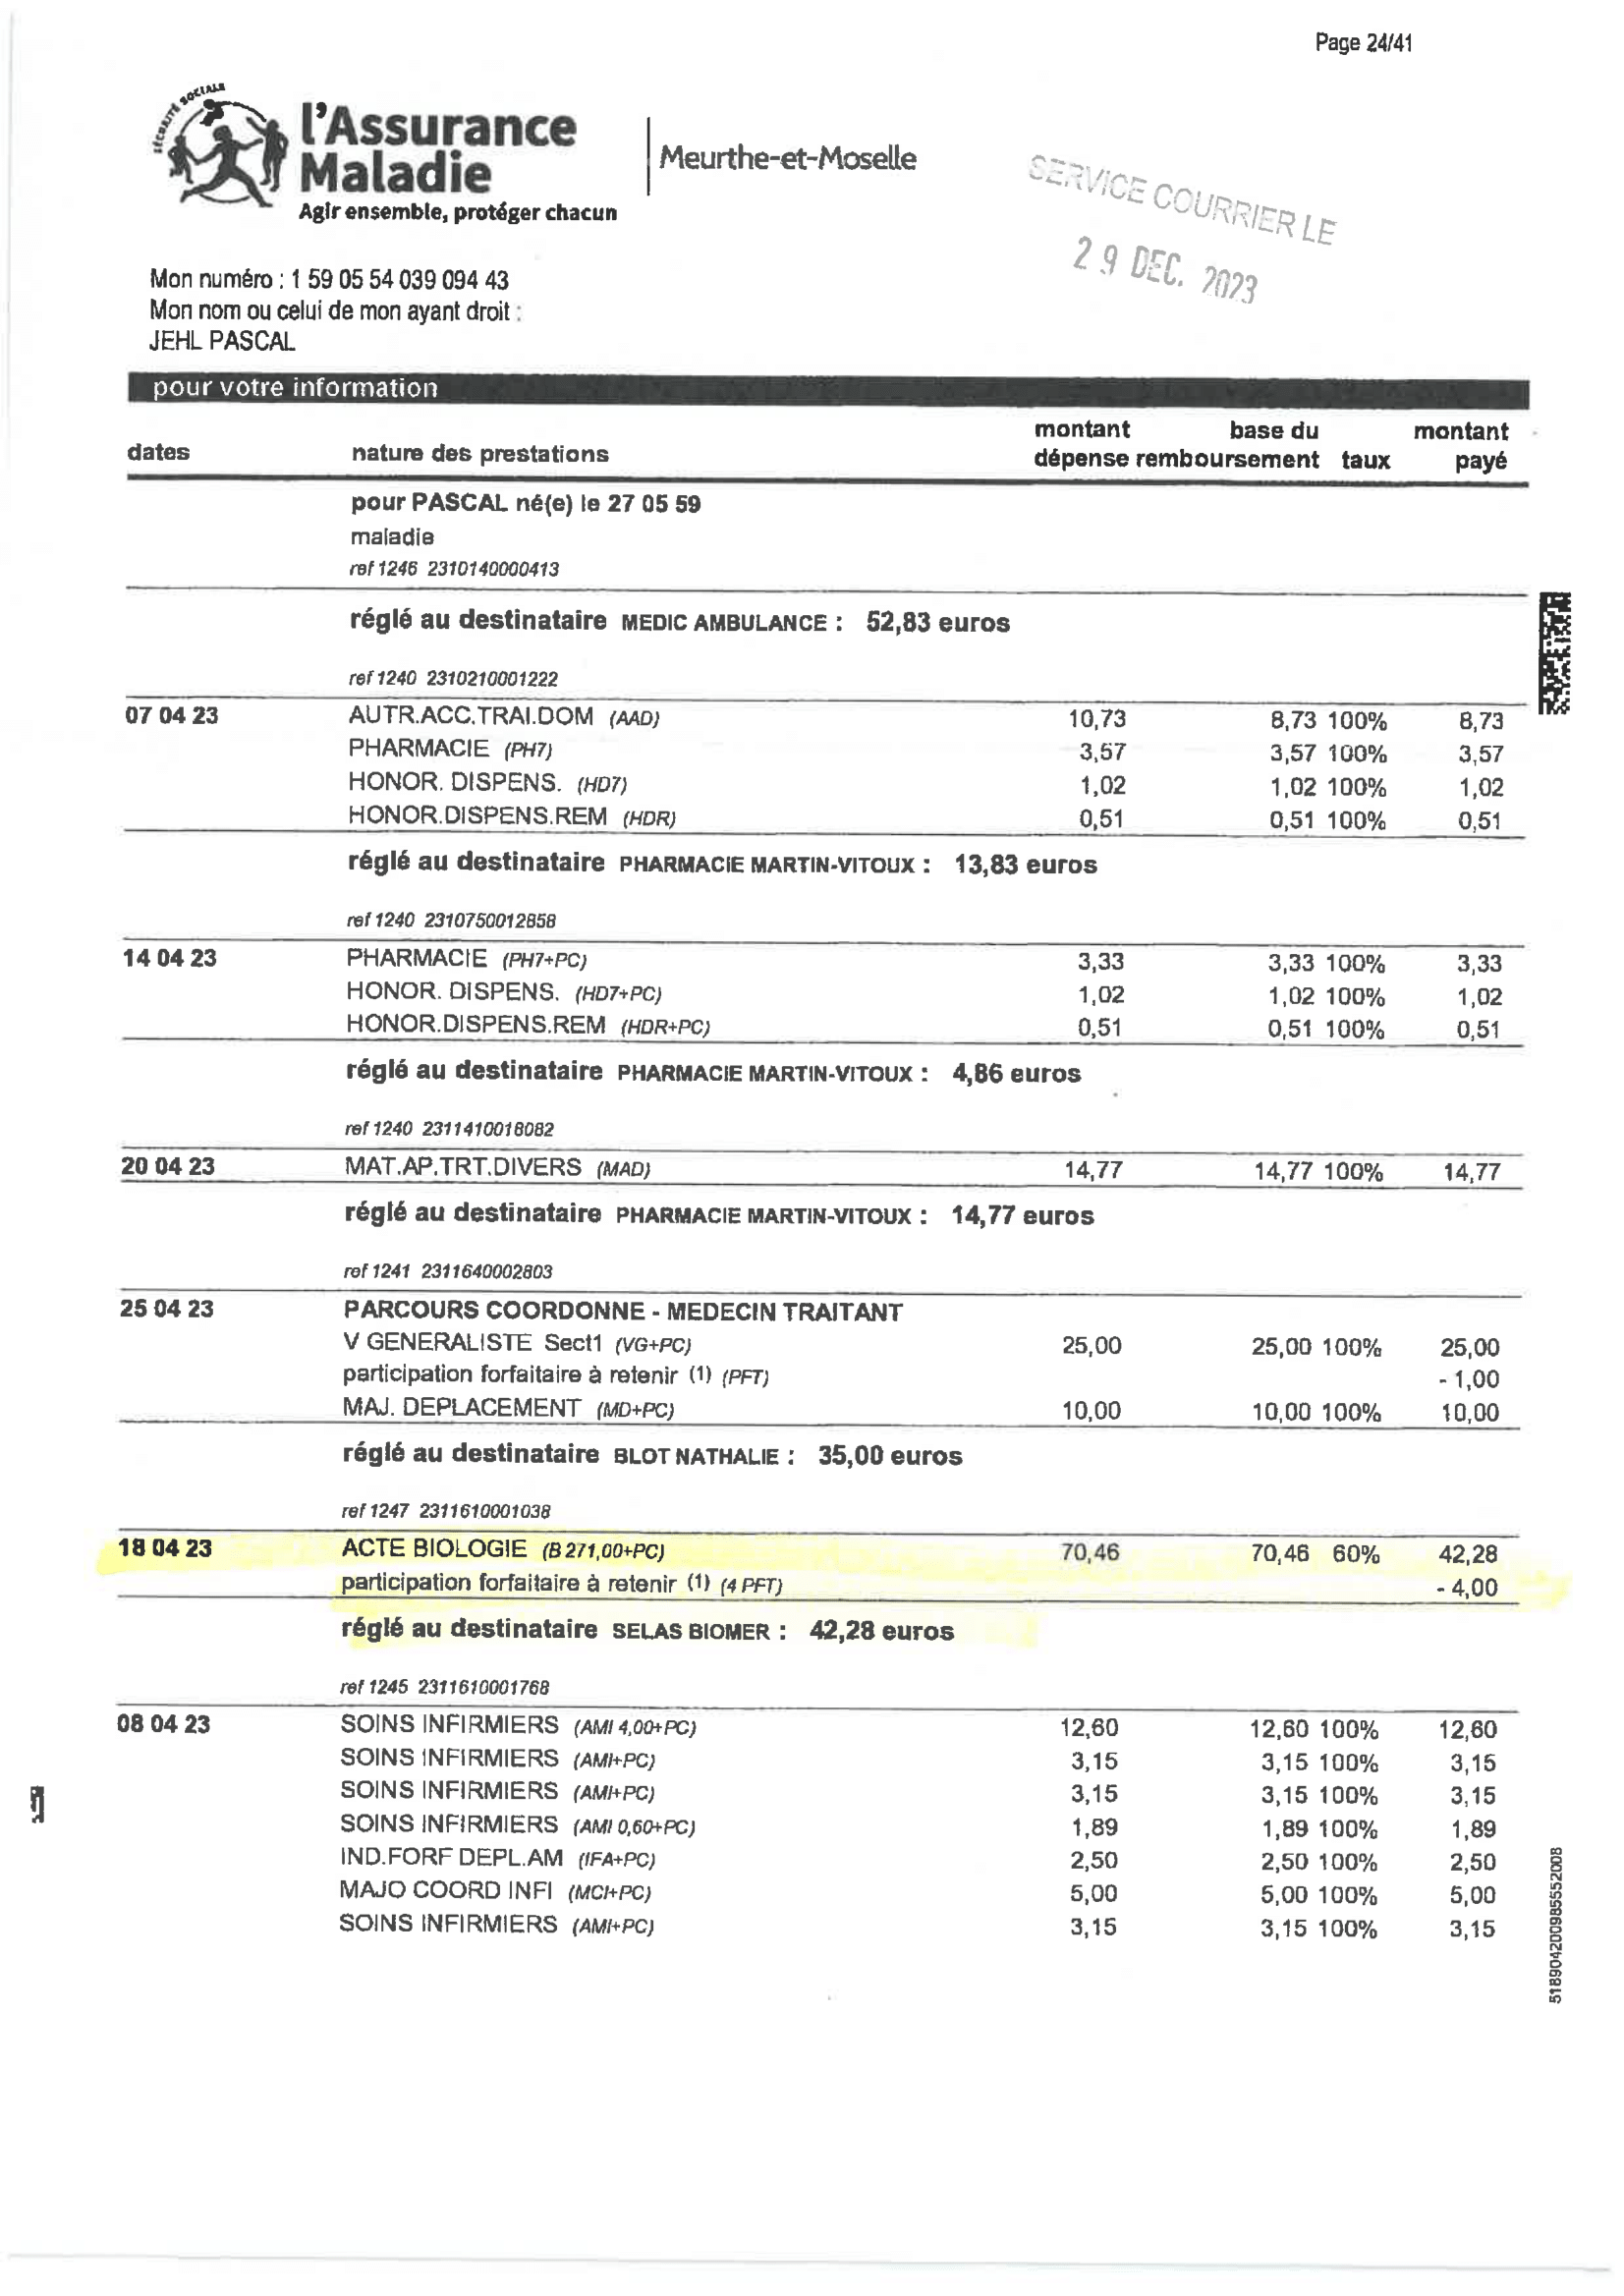 Page 24/41
SÉCURITÉ SOCIALE
l'Assurance
Maladie
Agir ensemble, protéger chacun
Meurthe-et-Moselle
SERVICE COURRIER LE
29 DEC. 2023
Mon numéro : 1 59 05 54 039 094 43
Mon nom ou celui de mon ayant droit :
JEHL PASCAL
pour votre information
dates nature des prestations montant dépense base du remboursement taux montant payé
pour PASCAL né(e) le 27 05 59
maladie
ref 1246 2310140000413
réglé au destinataire MEDIC AMBULANCE : 52,83 euros
ref 1240 2310210001222
07 04 23 AUTR.ACC.TRAI.DOM (AAD) 10,73 8,73 100% 8,73
PHARMACIE (PH7) 3,57 3,57 100% 3,57
HONOR. DISPENS. (HD7) 1,02 1,02 100% 1,02
HONOR.DISPENS.REM (HDR) 0,51 0,51 100% 0,51
réglé au destinataire PHARMACIE MARTIN-VITOUX : 13,83 euros
ref 1240 2310750012858
14 04 23 PHARMACIE (PH7+PC) 3,33 3,33 100% 3,33
HONOR. DISPENS. (HD7+PC) 1,02 1,02 100% 1,02
HONOR.DISPENS.REM (HDR+PC) 0,51 0,51 100% 0,51
réglé au destinataire PHARMACIE MARTIN-VITOUX : 4,86 euros
ref 1240 2311410018082
20 04 23 MAT.AP.TRT.DIVERS (MAD) 14,77 14,77 100% 14,77
réglé au destinataire PHARMACIE MARTIN-VITOUX : 14,77 euros
ref 1241 2311640002803
25 04 23 PARCOURS COORDONNE - MEDECIN TRAITANT
V GENERALISTE Sect1 (VG+PC) 25,00 25,00 100% 25,00
participation forfaitaire à retenir (1) (PFT) - 1,00
MAJ. DEPLACEMENT (MD+PC) 10,00 10,00 100% 10,00
réglé au destinataire BLOT NATHALIE : 35,00 euros
ref 1247 2311610001038
18 04 23 ACTE BIOLOGIE (B 271,00+PC) 70,46 70,46 60% 42,28
participation forfaitaire à retenir (1) (4 PFT) - 4,00
réglé au destinataire SELAS BIOMER : 42,28 euros
ref 1245 2311610001768
08 04 23 SOINS INFIRMIERS (AMI 4,00+PC) 12,60 12,60 100% 12,60
SOINS INFIRMIERS (AMI+PC) 3,15 3,15 100% 3,15
SOINS INFIRMIERS (AMI+PC) 3,15 3,15 100% 3,15
SOINS INFIRMIERS (AMI 0,60+PC) 1,89 1,89 100% 1,89
IND.FORF DEPL.AM (IFA+PC) 2,50 2,50 100% 2,50
MAJO COORD INFI (MCI+PC) 5,00 5,00 100% 5,00
SOINS INFIRMIERS (AMI+PC) 3,15 3,15 100% 3,15
5189042009855552008